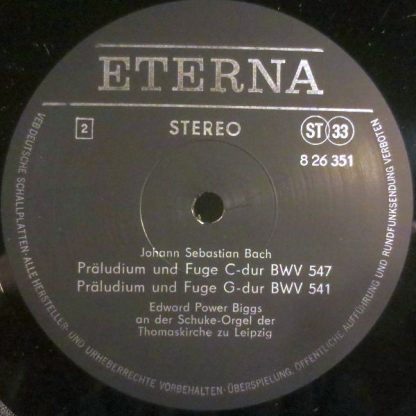 ETERNA
2
STEREO
ST 33
8 26 351
Johann Sebastian Bach
Präludium und Fuge C-dur BWV 547
Präludium und Fuge G-dur BWV 541
Edward Power Biggs
an der Schuke-Orgel der
Thomaskirche zu Leipzig
VEB DEUTSCHE SCHALLPLATTEN · ALLE HERSTELLER- UND URHEBERRECHTE VORBEHALTEN · ÜBERSPIELUNG, ÖFFENTLICHE AUFFÜHRUNG UND RUNDFUNKSENDUNG VERBOTEN